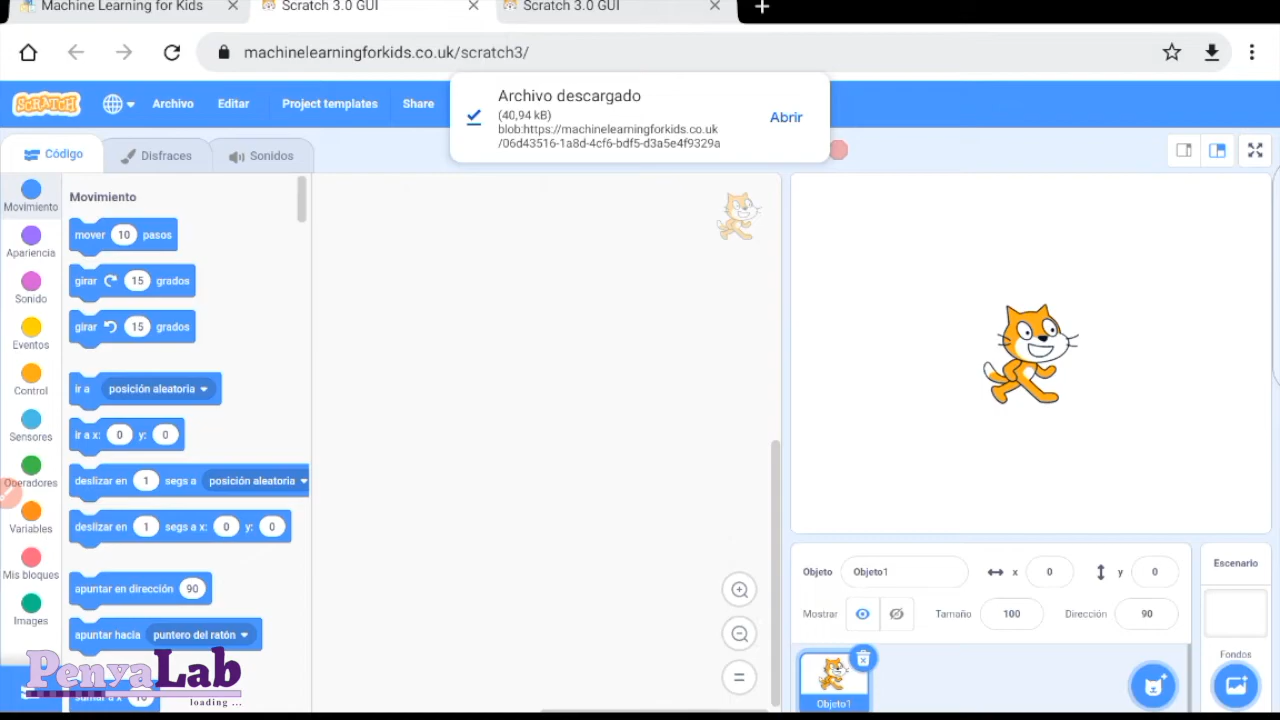 Machine Learning for Kids
Scratch 3.0 GUI
Scratch 3.0 GUI
machinelearningforkids.co.uk/scratch3/
SCRATCH
Archivo
Editar
Project templates
Share
Archivo descargado
(40,94 kB)
blob:https://machinelearningforkids.co.uk
/06d43516-1a8d-4cf6-bdf5-d3a5e4f9329a
Abrir
Código
Disfraces
Sonidos
Movimiento
Apariencia
Sonido
Eventos
Control
Sensores
Operadores
Variables
Mis bloques
Images
Movimiento
mover 10 pasos
girar 15 grados
girar 15 grados
ir a posición aleatoria
ir a x: 0 y: 0
deslizar en 1 segs a posición aleatoria
deslizar en 1 segs a x: 0 y: 0
apuntar en dirección 90
apuntar hacia puntero del ratón
sumar a x 10
PenyaLab
loading ...
Objeto
Objeto1
x 0
y 0
Mostrar
Tamaño 100
Dirección 90
Objeto1
Escenario
Fondos